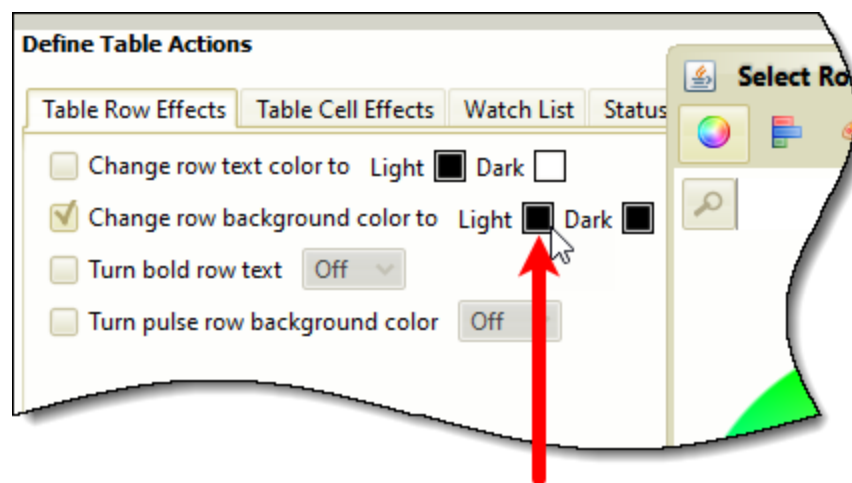 Define Table Actions
Select Ro
Table Row Effects Table Cell Effects Watch List Status
Change row text color to Light Dark
Change row background color to Light Dark
Turn bold row text Off
Turn pulse row background color Off